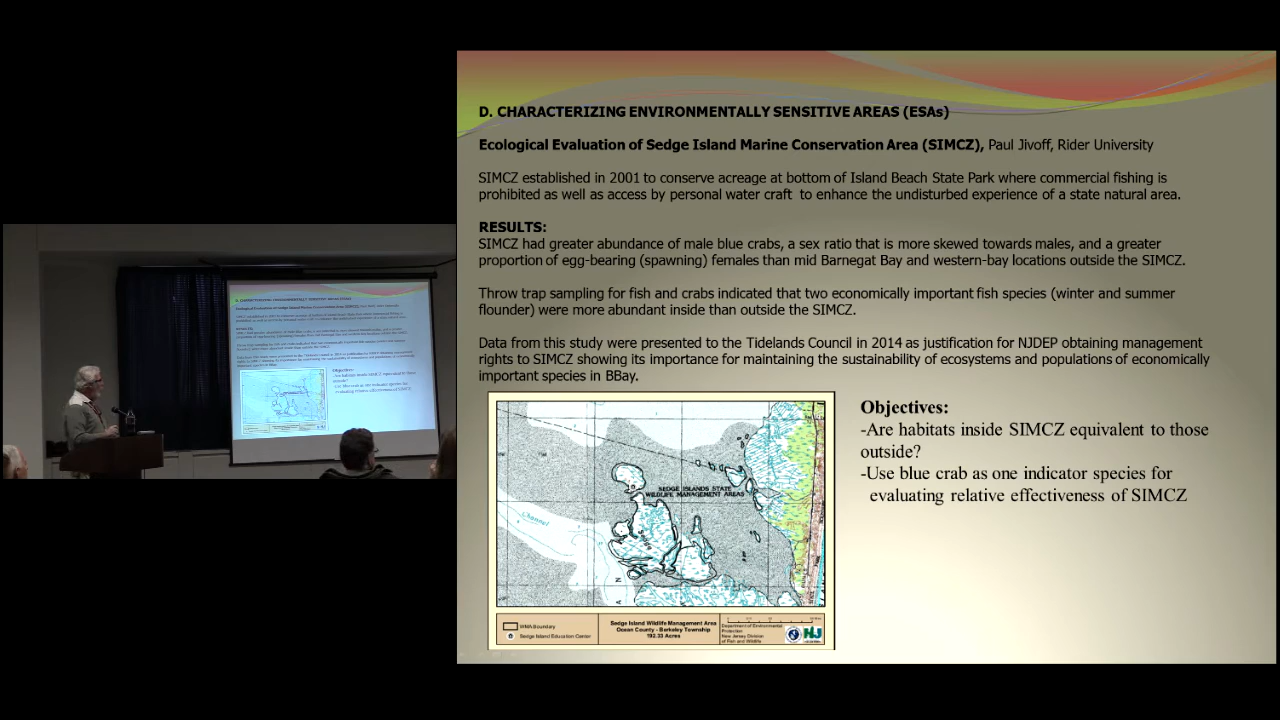 D. CHARACTERIZING ENVIRONMENTALLY SENSITIVE AREAS (ESAs)
Ecological Evaluation of Sedge Island Marine Conservation Area (SIMCZ), Paul Jivoff, Rider University
SIMCZ established in 2001 to conserve acreage at bottom of Island Beach State Park where commercial fishing is
prohibited as well as access by personal water craft to enhance the undisturbed experience of a state natural area.
RESULTS:
SIMCZ had greater abundance of male blue crabs, a sex ratio that is more skewed towards males, and a greater
proportion of egg-bearing (spawning) females than mid Barnegat Bay and western-bay locations outside the SIMCZ.
Throw trap sampling for fish and crabs indicated that two economically important fish species (winter and summer
flounder) were more abundant inside than outside the SIMCZ.
Data from this study were presented to the Tidelands Council in 2014 as justification for NJDEP obtaining management
rights to SIMCZ showing its importance for maintaining the sustainability of ecosystems and populations of economically
important species in BBay.
Objectives:
-Are habitats inside SIMCZ equivalent to those
outside?
-Use blue crab as one indicator species for
evaluating relative effectiveness of SIMCZ
SEDGE ISLANDS STATE
WILDLIFE MANAGEMENT AREAS
Channel
WMA Boundary
Sedge Island Education Center
Sedge Island Wildlife Management Area
Ocean County - Berkeley Township
192.33 Acres
Department of Environmental
Protection
New Jersey Division
of Fish and Wildlife